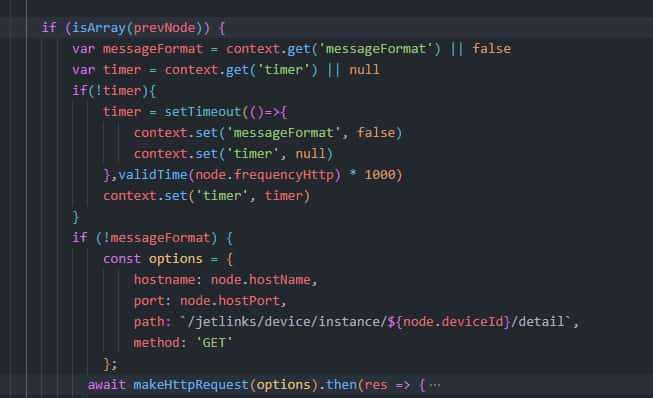 if (isArray(prevNode)) {
var messageFormat = context.get('messageFormat') || false
var timer = context.get('timer') || null
if(!timer){
timer = setTimeout(()=>{
context.set('messageFormat', false)
context.set('timer', null)
},validTime(node.frequencyHttp) * 1000)
context.set('timer', timer)
}
if (!messageFormat) {
const options = {
hostname: node.hostName,
port: node.hostPort,
path: `/jetlinks/device/instance/${node.deviceId}/detail`,
method: 'GET'
};
await makeHttpRequest(options).then(res => {⋯